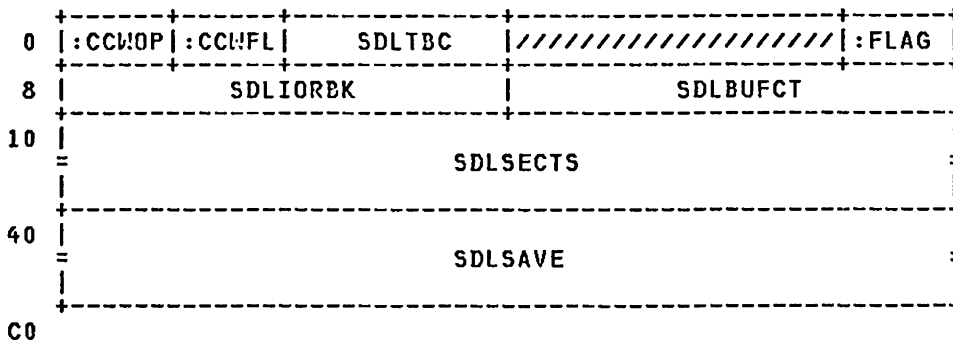 0 |:CCWOP|:CCWFL| SDLTBC |////////////////////|:FLAG |
8 | SDLIORBK | SDLBUFCT |
10
= SDLSECTS =
40
= SDLSAVE =
C0